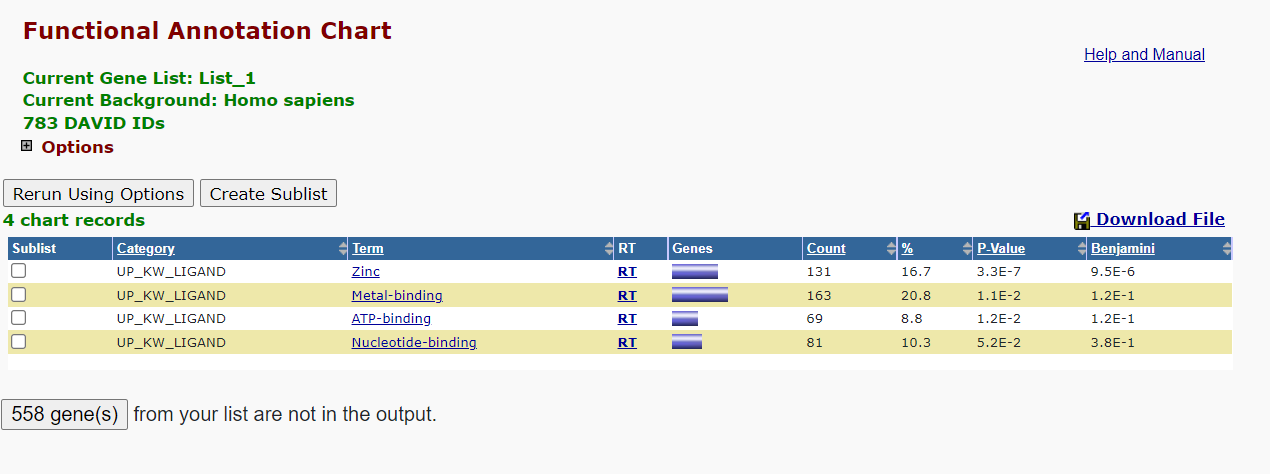 Functional Annotation Chart
Help and Manual
Current Gene List: List_1
Current Background: Homo sapiens
783 DAVID IDs
Options
Rerun Using Options Create Sublist
4 chart records
Download File
Sublist Category Term RT Genes Count % P-Value Benjamini
UP_KW_LIGAND Zinc RT 131 16.7 3.3E-7 9.5E-6
UP_KW_LIGAND Metal-binding RT 163 20.8 1.1E-2 1.2E-1
UP_KW_LIGAND ATP-binding RT 69 8.8 1.2E-2 1.2E-1
UP_KW_LIGAND Nucleotide-binding RT 81 10.3 5.2E-2 3.8E-1
558 gene(s) from your list are not in the output.